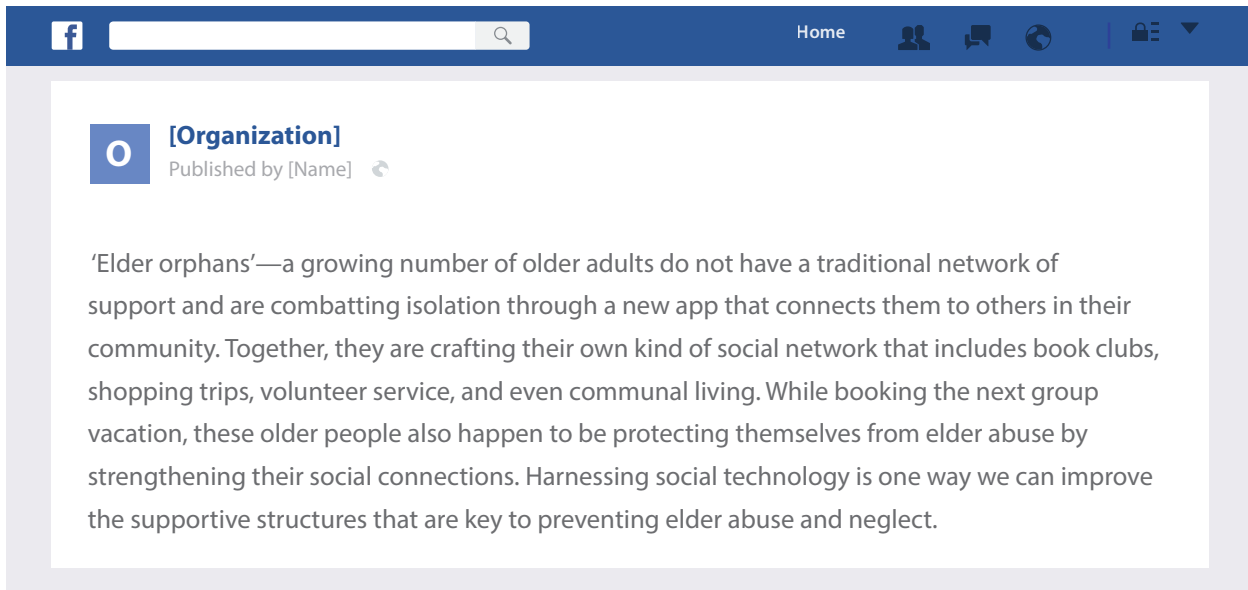 f
Home
O
[Organization]
Published by [Name]
‘Elder orphans’—a growing number of older adults do not have a traditional network of
support and are combatting isolation through a new app that connects them to others in their
community. Together, they are crafting their own kind of social network that includes book clubs,
shopping trips, volunteer service, and even communal living. While booking the next group
vacation, these older people also happen to be protecting themselves from elder abuse by
strengthening their social connections. Harnessing social technology is one way we can improve
the supportive structures that are key to preventing elder abuse and neglect.